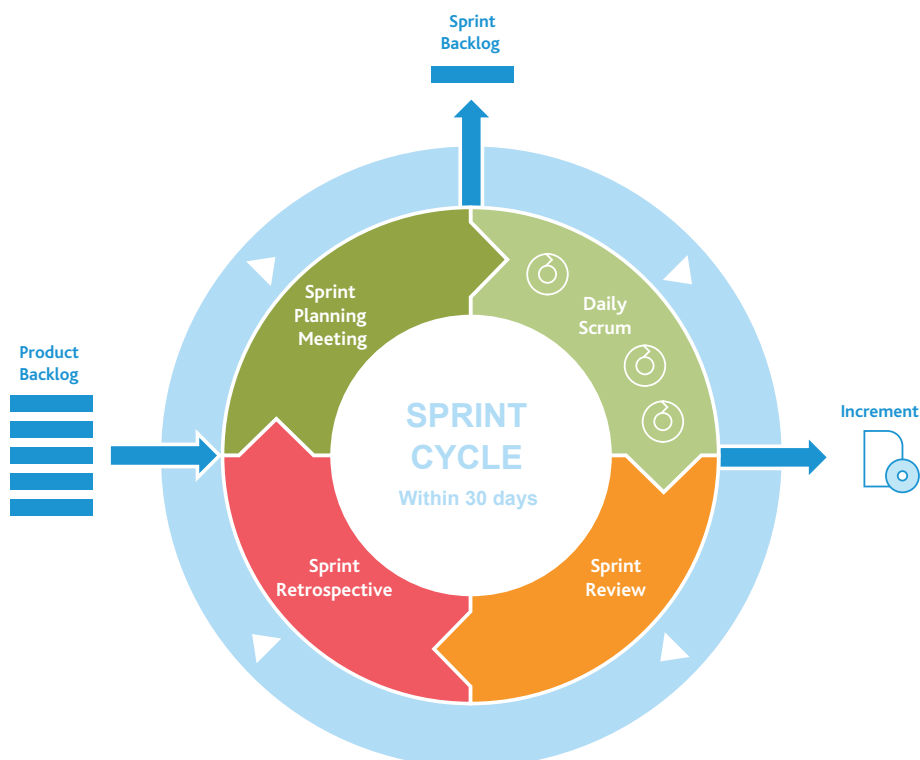 Sprint
Backlog
Sprint
Planning
Meeting
Daily
Scrum
Product
Backlog
SPRINT
CYCLE
Within 30 days
Increment
Sprint
Retrospective
Sprint
Review